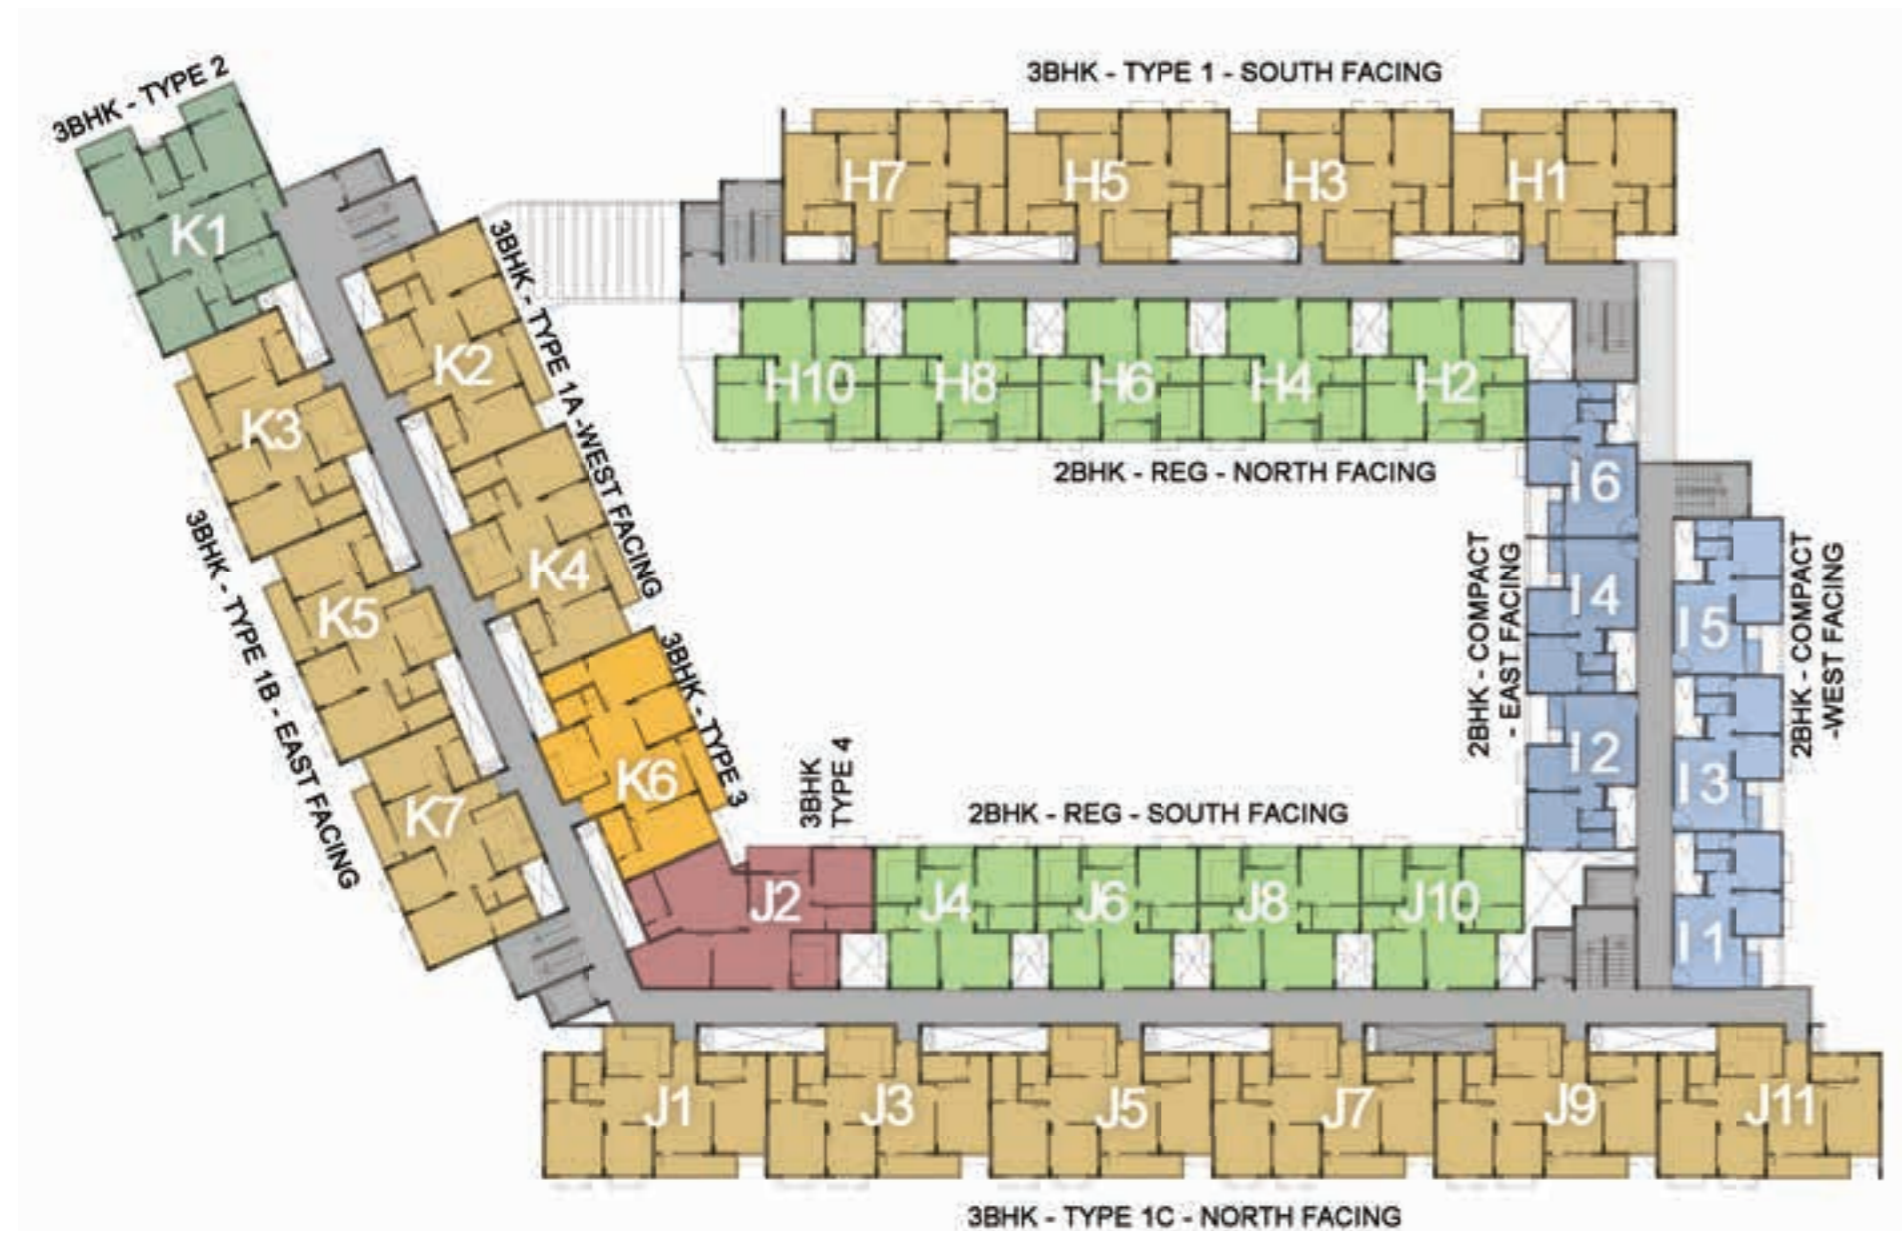 3BHK - TYPE 1 - SOUTH FACING
3BHK - TYPE 2
H7
H5
H3
H1
K1
3BHK - TYPE 1A -WEST FACING
K2
H10
H8
H6
H4
H2
K3
2BHK - REG - NORTH FACING
I6
2BHK - COMPACT
- EAST FACING
2BHK - COMPACT
-WEST FACING
K4
I4
K5
I5
3BHK - TYPE 1B - EAST FACING
3BHK - TYPE 3
K6
I2
I3
K7
3BHK
TYPE 4
2BHK - REG - SOUTH FACING
J2
J4
J6
J8
J10
I1
J1
J3
J5
J7
J9
J11
3BHK - TYPE 1C - NORTH FACING